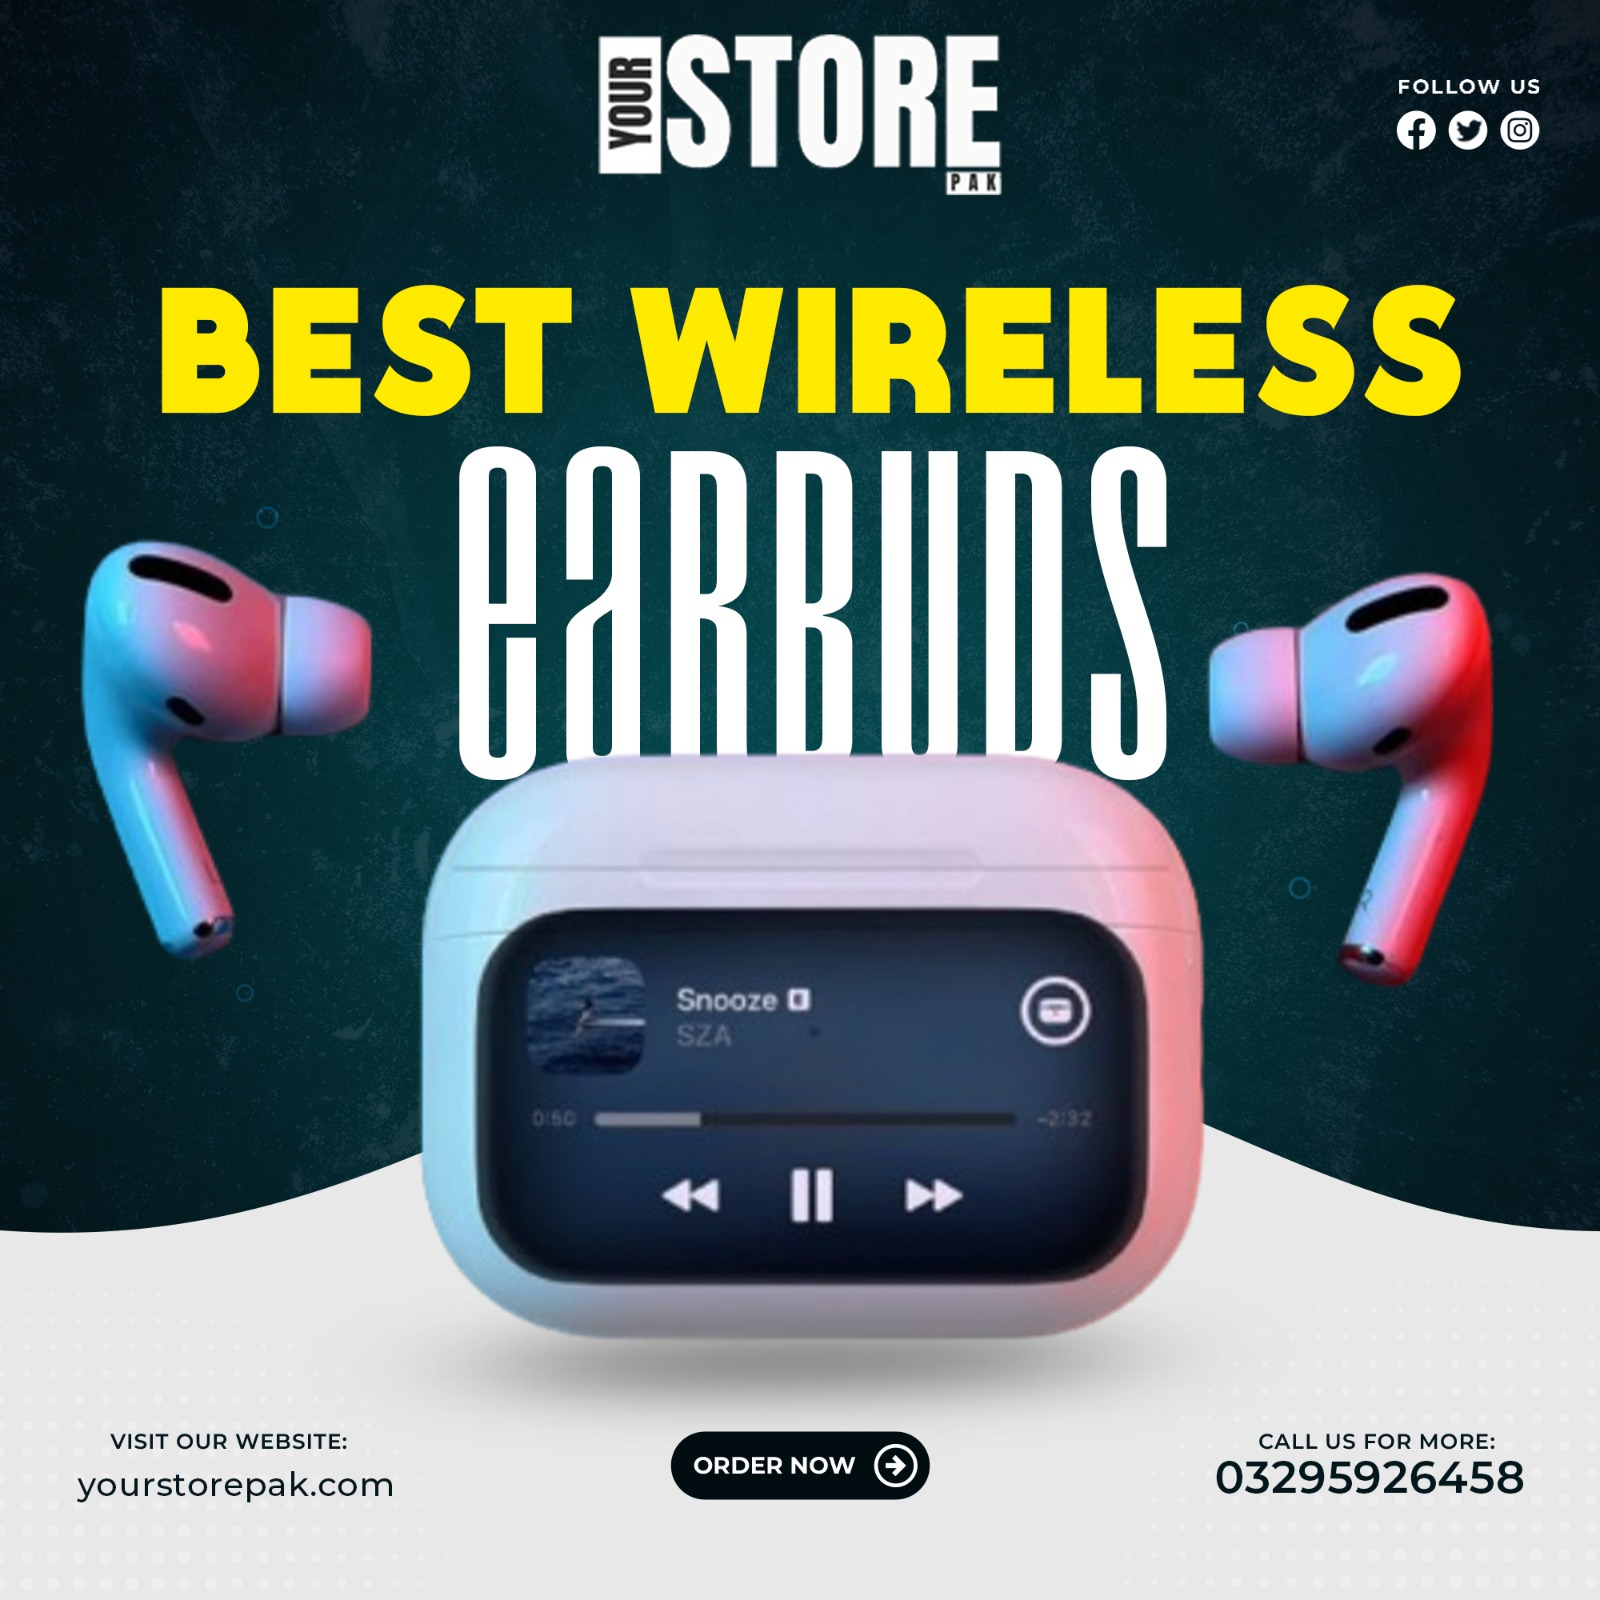 YOUR STORE
PAK
FOLLOW US
BEST WIRELESS
eaRBUDS
Snooze E
SZA
0:50 -2:32
VISIT OUR WEBSITE:
yourstorepak.com
ORDER NOW
CALL US FOR MORE:
03295926458